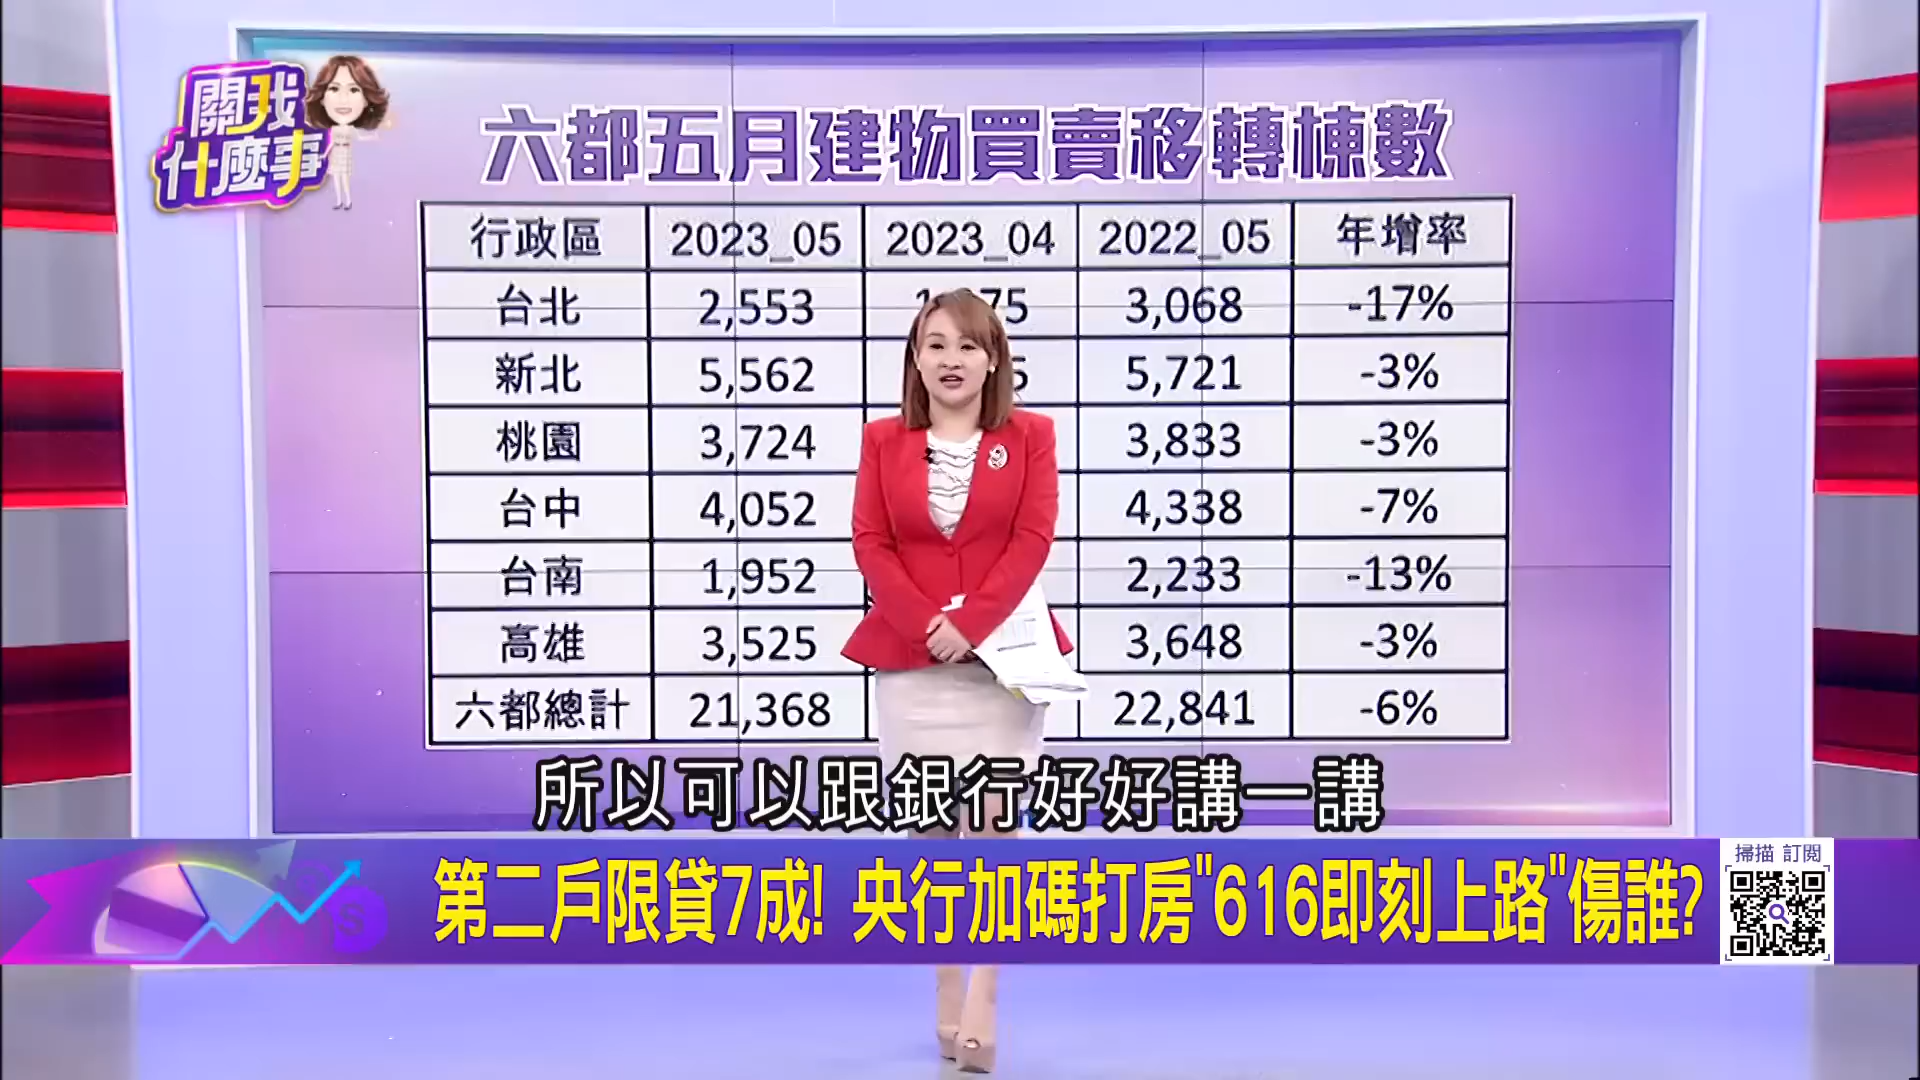 關我
什麼事
六都五月建物買賣移轉棟數
行政區 2023_05 2023_04 2022_05 年增率
台北 2,553 3,068 -17%
新北 5,562 5,721 -3%
桃園 3,724 3,833 -3%
台中 4,052 4,338 -7%
台南 1,952 2,233 -13%
高雄 3,525 3,648 -3%
六都總計 21,368 22,841 -6%
所以可以跟銀行好好講一講
第二戶限貸7成! 央行加碼打房"616即刻上路"傷誰?
掃描 訂閱